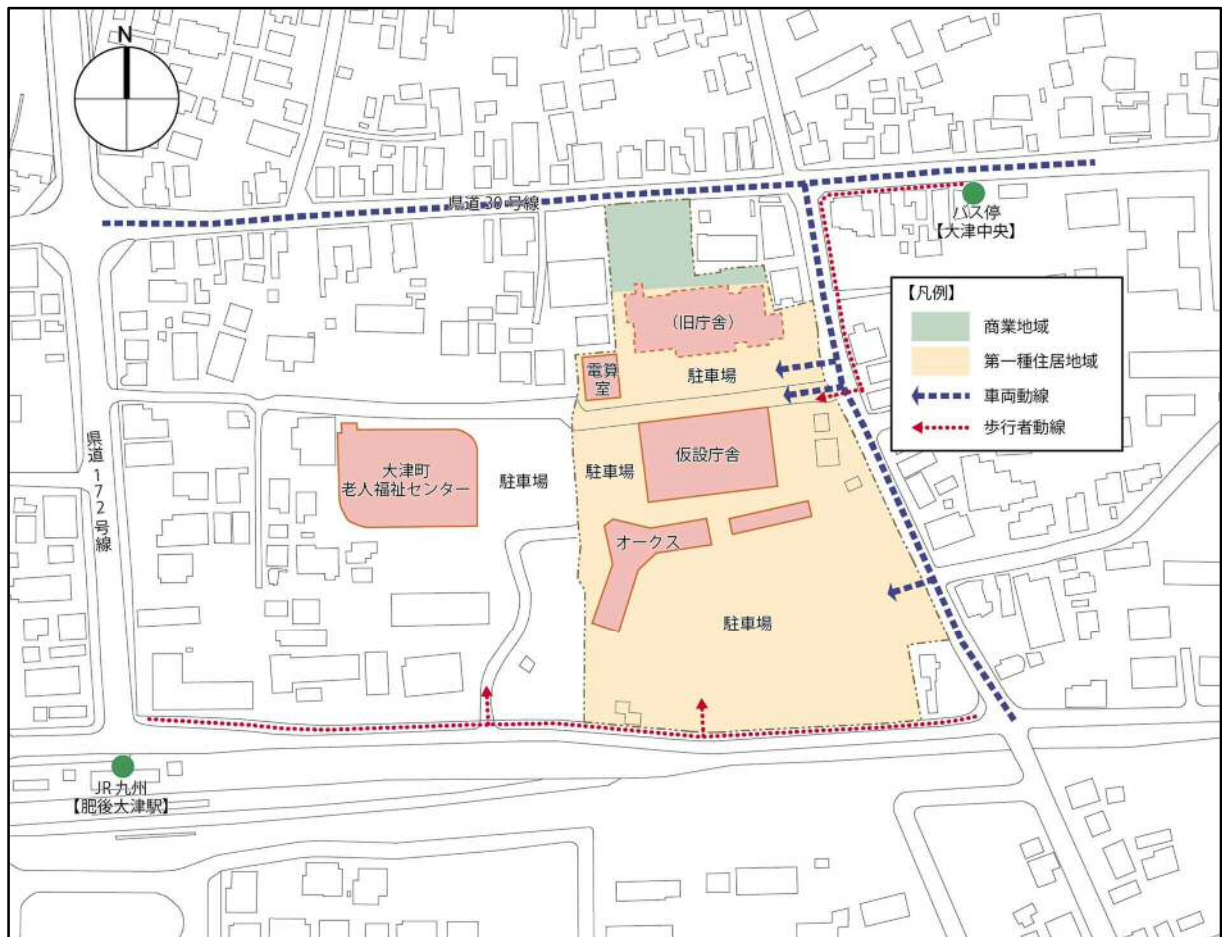 N
県道30号線
バス停
【大津中央】
【凡例】
商業地域
第一種住居地域
車両動線
歩行者動線
（旧庁舎）
電算
室
駐車場
県道172号線
大津町
老人福祉センター
駐車場
駐車場
仮設庁舎
オークス
駐車場
JR九州
【肥後大津駅】